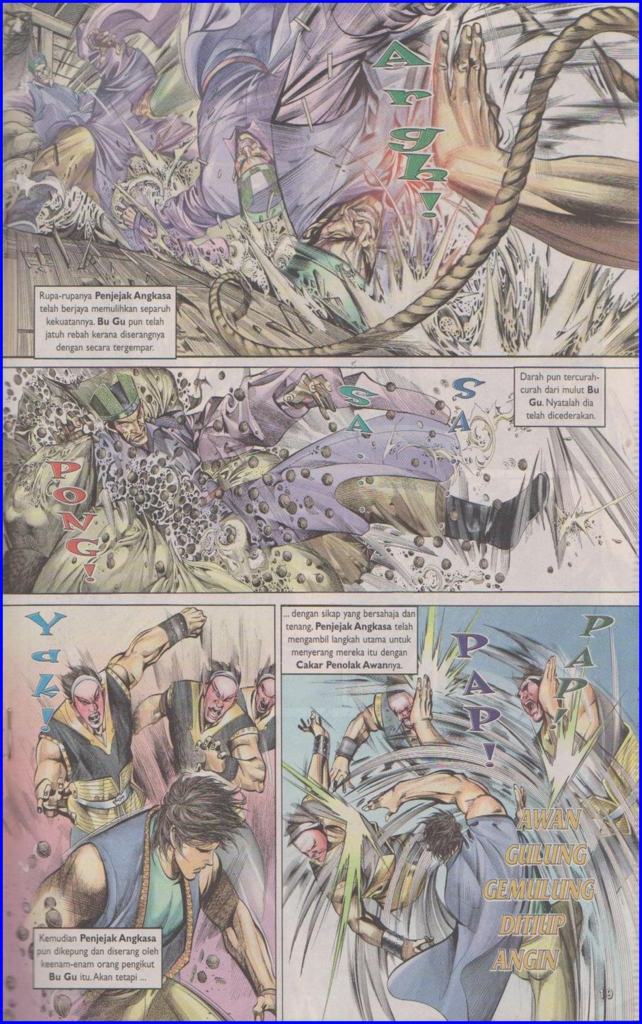 Argh!
Rupa-rupanya Penjejak Angkasa
telah berjaya memulihkan separuh
kekuatannya. Bu Gu pun telah
jatuh rebah kerana diserangnya
dengan secara tergempar.
Darah pun tercurah-
curah dari mulut Bu
Gu. Nyatalah dia
telah dicederakan.
SA
SA
PONG!
Yak!
Kemudian Penjejak Angkasa
pun dikepung dan diserang oleh
keenam-enam orang pengikut
Bu Gu itu. Akan tetapi ...
... dengan sikap yang bersahaja dan
tenang, Penjejak Angkasa telah
mengambil langkah utama untuk
menyerang mereka itu dengan
Cakar Penolak Awannya.
PAP!
PAP!
AWAN
GULUNG
GEMULUNG
DITIUP
ANGIN
19